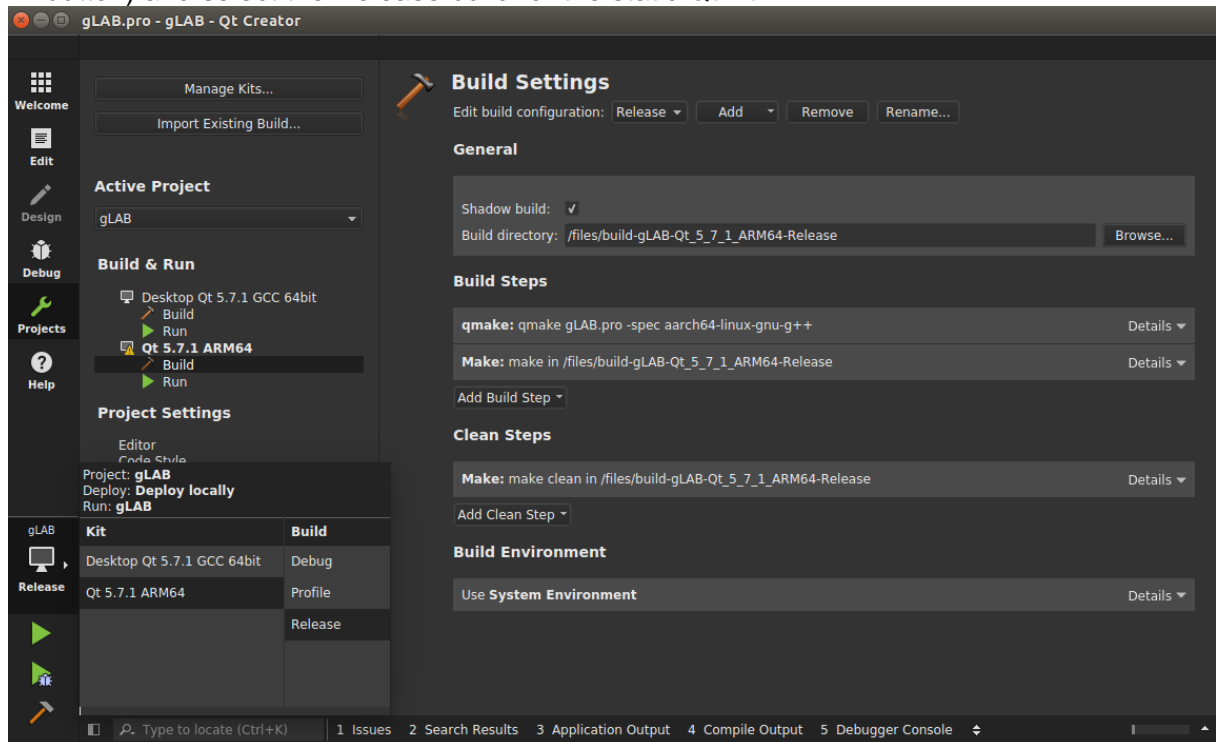 gLAB.pro - gLAB - Qt Creator
Welcome
Edit
Design
Debug
Projects
Help
Manage Kits...
Import Existing Build...
Active Project
gLAB
Build & Run
Desktop Qt 5.7.1 GCC 64bit
Build
Run
Qt 5.7.1 ARM64
Build
Run
Project Settings
Editor
Code Style
Project: gLAB
Deploy: Deploy locally
Run: gLAB
Kit Build
Desktop Qt 5.7.1 GCC 64bit Debug
Qt 5.7.1 ARM64 Profile
Release
gLAB
Release
Build Settings
Edit build configuration: Release Add Remove Rename...
General
Shadow build:
Build directory: /files/build-gLAB-Qt_5_7_1_ARM64-Release Browse...
Build Steps
qmake: qmake gLAB.pro -spec aarch64-linux-gnu-g++ Details
Make: make in /files/build-gLAB-Qt_5_7_1_ARM64-Release Details
Add Build Step
Clean Steps
Make: make clean in /files/build-gLAB-Qt_5_7_1_ARM64-Release Details
Add Clean Step
Build Environment
Use System Environment Details
Type to locate (Ctrl+K) 1 Issues 2 Search Results 3 Application Output 4 Compile Output 5 Debugger Console